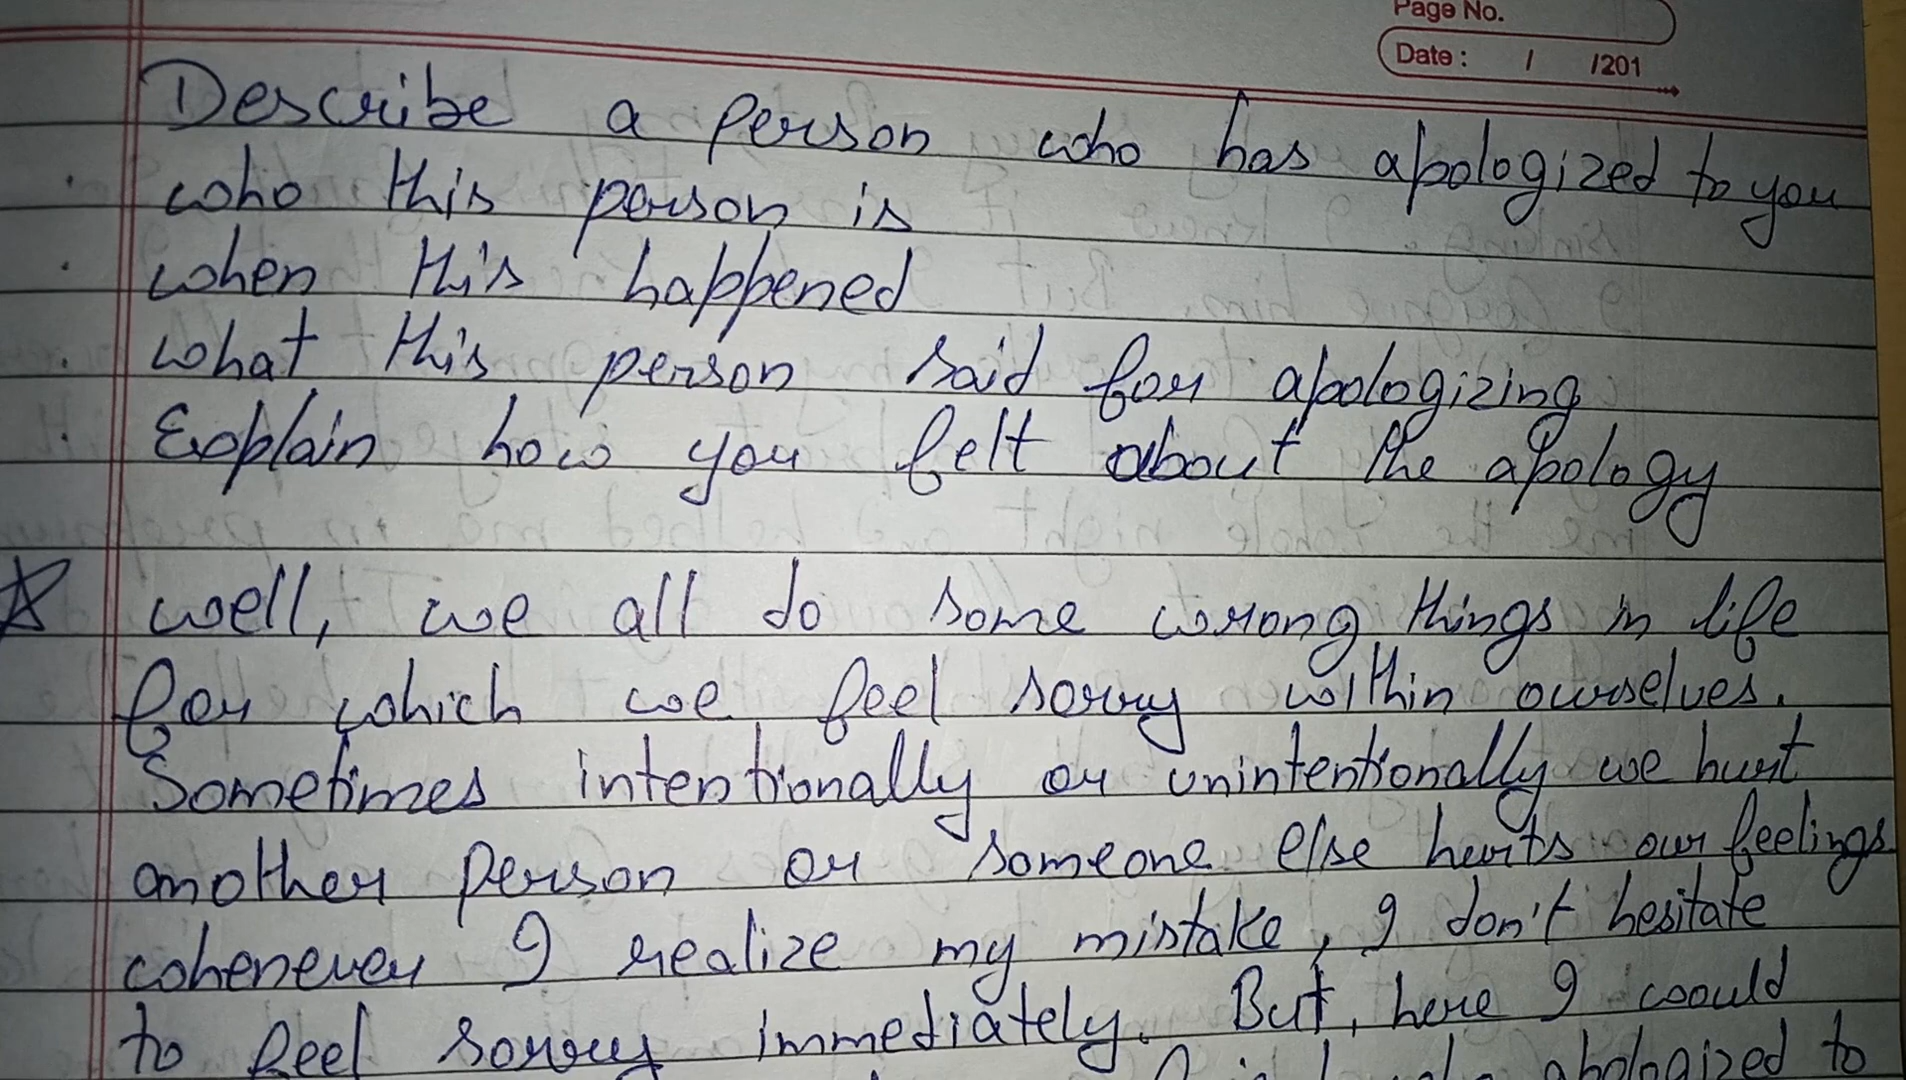 Page No.
Date : / /201
Describe a person who has apologized to you
· who this person is
· when this happened
· what this person said for apologizing
· Explain how you felt about the apology
☆ well, we all do some wrong things in life
for which we feel sorry within ourselves.
Sometimes intentionally or unintentionally we hurt
another person or someone else hurts our feelings
whenever I realize my mistake, I don't hesitate
to feel sorry immediately. But, here I would
apologized to